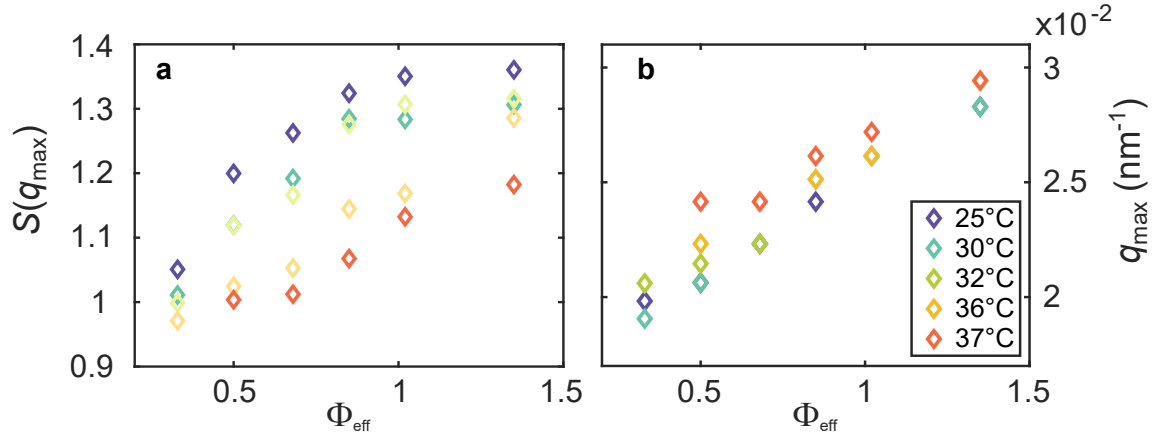 x10⁻²
a
b
1.4
1.3
1.2
1.1
1
0.9
S(qmax)
0.5
1
1.5
Φeff
0.5
1
1.5
Φeff
3
2.5
2
qmax (nm⁻¹)
25°C
30°C
32°C
36°C
37°C